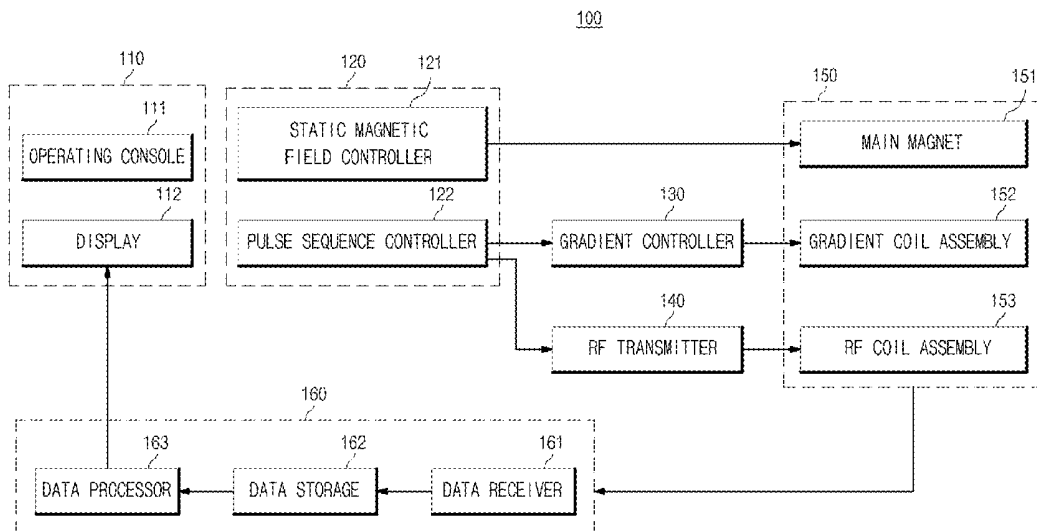 100
110
120
121
150
151
111
OPERATING CONSOLE
STATIC MAGNETIC
FIELD CONTROLLER
MAIN MAGNET
112
122
130
152
DISPLAY
PULSE SEQUENCE CONTROLLER
GRADIENT CONTROLLER
GRADIENT COIL ASSEMBLY
140
153
RF TRANSMITTER
RF COIL ASSEMBLY
160
163
162
161
DATA PROCESSOR
DATA STORAGE
DATA RECEIVER